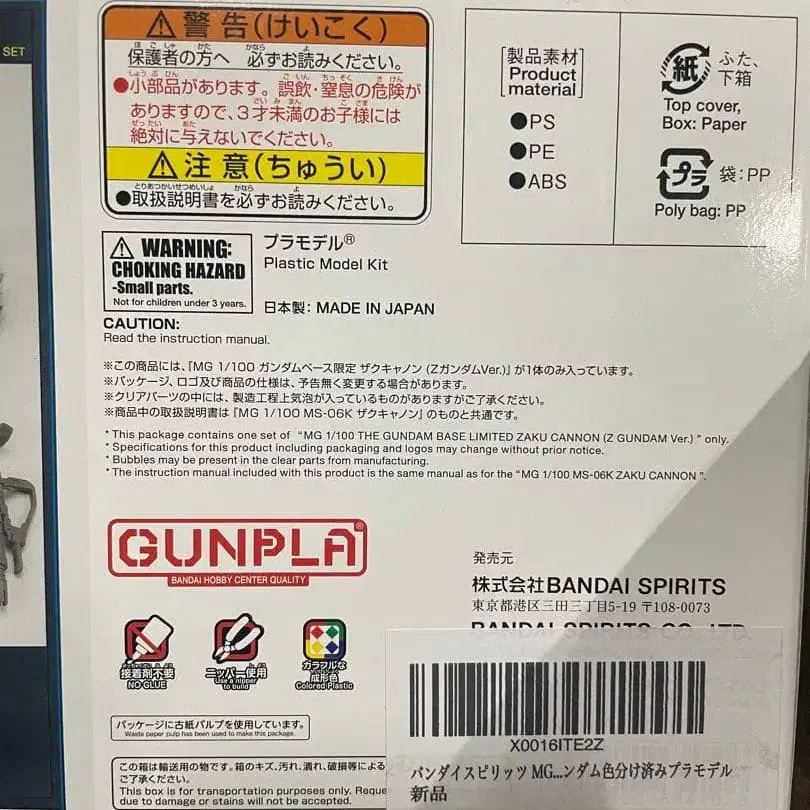 SET
⚠警告(けいこく)
保護者の方へ 必ずお読みください。
●小部品があります。誤飲・窒息の危険が
ありますので、3才未満のお子様には
絶対に与えないでください。
⚠注意(ちゅうい)
●取扱説明書を必ずお読みください。
[製品素材]
[Product material]
●PS
●PE
●ABS
紙 ふた、下箱
Top cover,
Box: Paper
プラ 袋:PP
Poly bag: PP
⚠ WARNING:
CHOKING HAZARD
-Small parts.
Not for children under 3 years.
プラモデル®
Plastic Model Kit
日本製: MADE IN JAPAN
CAUTION:
Read the instruction manual.
※この商品には、『MG 1/100 ガンダムベース限定 ザクキャノン (ZガンダムVer.)』が1体のみ入っています。
※パッケージ、ロゴ及び商品の仕様は、予告無く変更する場合があります。
※クリアパーツの中には、製造工程上気泡が入っているものがありますがご了承ください。
※商品中の取扱説明書は『MG 1/100 MS-06K ザクキャノン』のものと共通です。
*This package contains one set of “MG 1/100 THE GUNDAM BASE LIMITED ZAKU CANNON (Z GUNDAM Ver.)” only.
*Specifications for this product including packaging and logos may change without prior notice.
*Bubbles may be present in the clear parts from manufacturing.
*The instruction manual included with this product is the same manual as for the “MG 1/100 MS-06K ZAKU CANNON”.
GUNPLA®
BANDAI HOBBY CENTER QUALITY
接着剤不要
NO GLUE
ニッパー使用
Use a nipper to build
カラフルな成形色
Colored Plastic
発売元
株式会社BANDAI SPIRITS
東京都港区三田三丁目5-19 〒108-0073
BANDAI SPIRITS CO., LTD.
パッケージに古紙パルプを使用しています。
Waste paper pulp has been used to make this package.
この箱は輸送用の物です。箱のキズ、汚れ、潰れ、破損等による
ご了承ください。
This box is for transportation purposes only. Reque
due to damage or stains will not be accepted.
X0016ITE2Z
バンダイスピリッツ MG...ンダム色分け済みプラモデル
新品